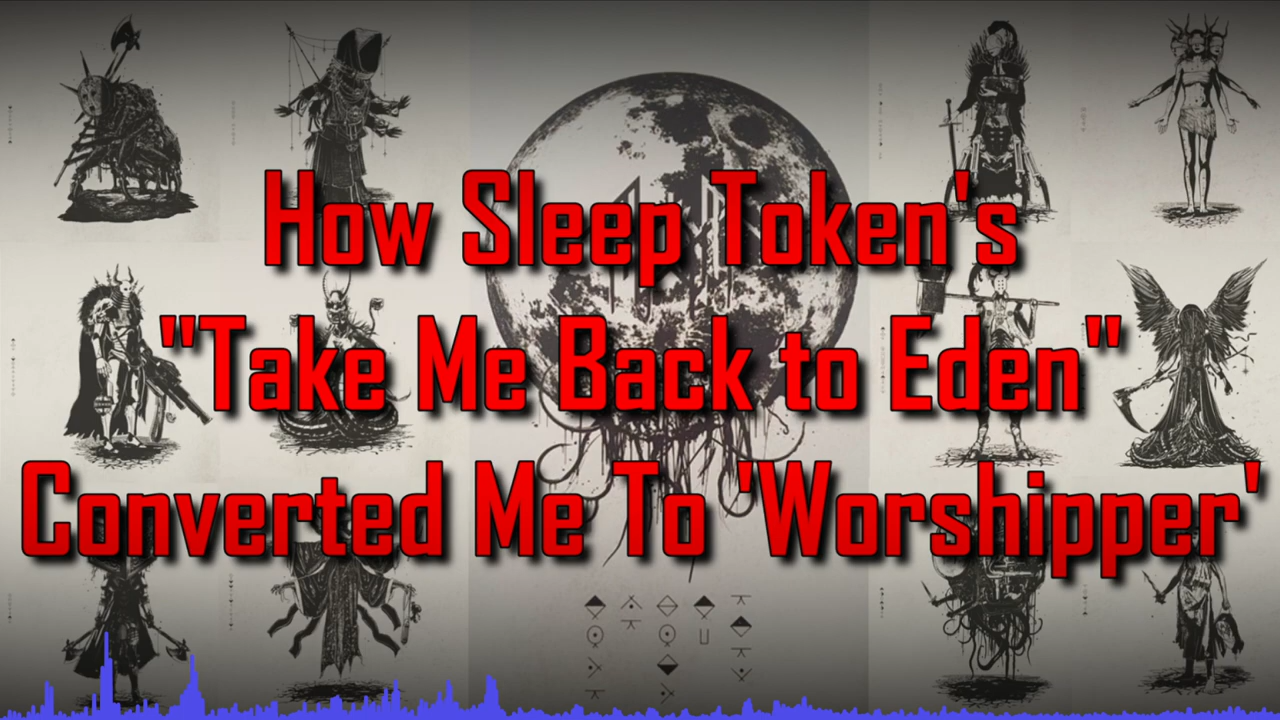 How Sleep Token's
"Take Me Back to Eden"
Converted Me To 'Worshipper'